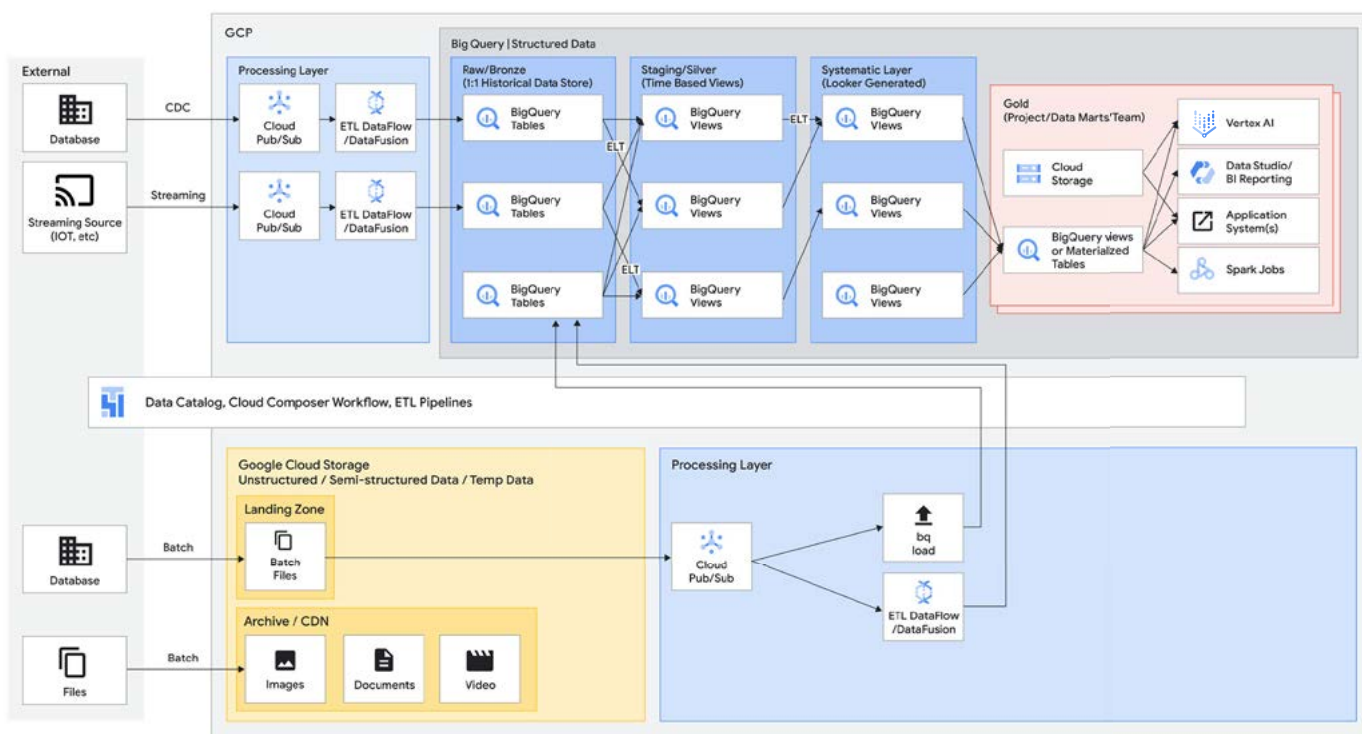 GCP
External
Database
Streaming Source
(IOT, etc)
CDC
Streaming
Processing Layer
Cloud
Pub/Sub
ETL DataFlow
/DataFusion
Cloud
Pub/Sub
ETL DataFlow
/DataFusion
Big Query | Structured Data
Raw/Bronze
(1:1 Historical Data Store)
BigQuery
Tables
BigQuery
Tables
BigQuery
Tables
ELT
ELT
Staging/Silver
(Time Based Views)
BigQuery
Views
BigQuery
Views
BigQuery
Views
ELT
Systematic Layer
(Looker Generated)
BigQuery
Views
BigQuery
Views
BigQuery
Views
Gold
(Project/Data Marts'Team)
Cloud
Storage
BigQuery views
or Materialized
Tables
Vertex AI
Data Studio/
BI Reporting
Application
System(s)
Spark Jobs
Data Catalog, Cloud Composer Workflow, ETL Pipelines
Database
Batch
Files
Batch
Google Cloud Storage
Unstructured / Semi-structured Data / Temp Data
Landing Zone
Batch
Files
Archive / CDN
Images
Documents
Video
Processing Layer
Cloud
Pub/Sub
bq
load
ETL DataFlow
/DataFusion